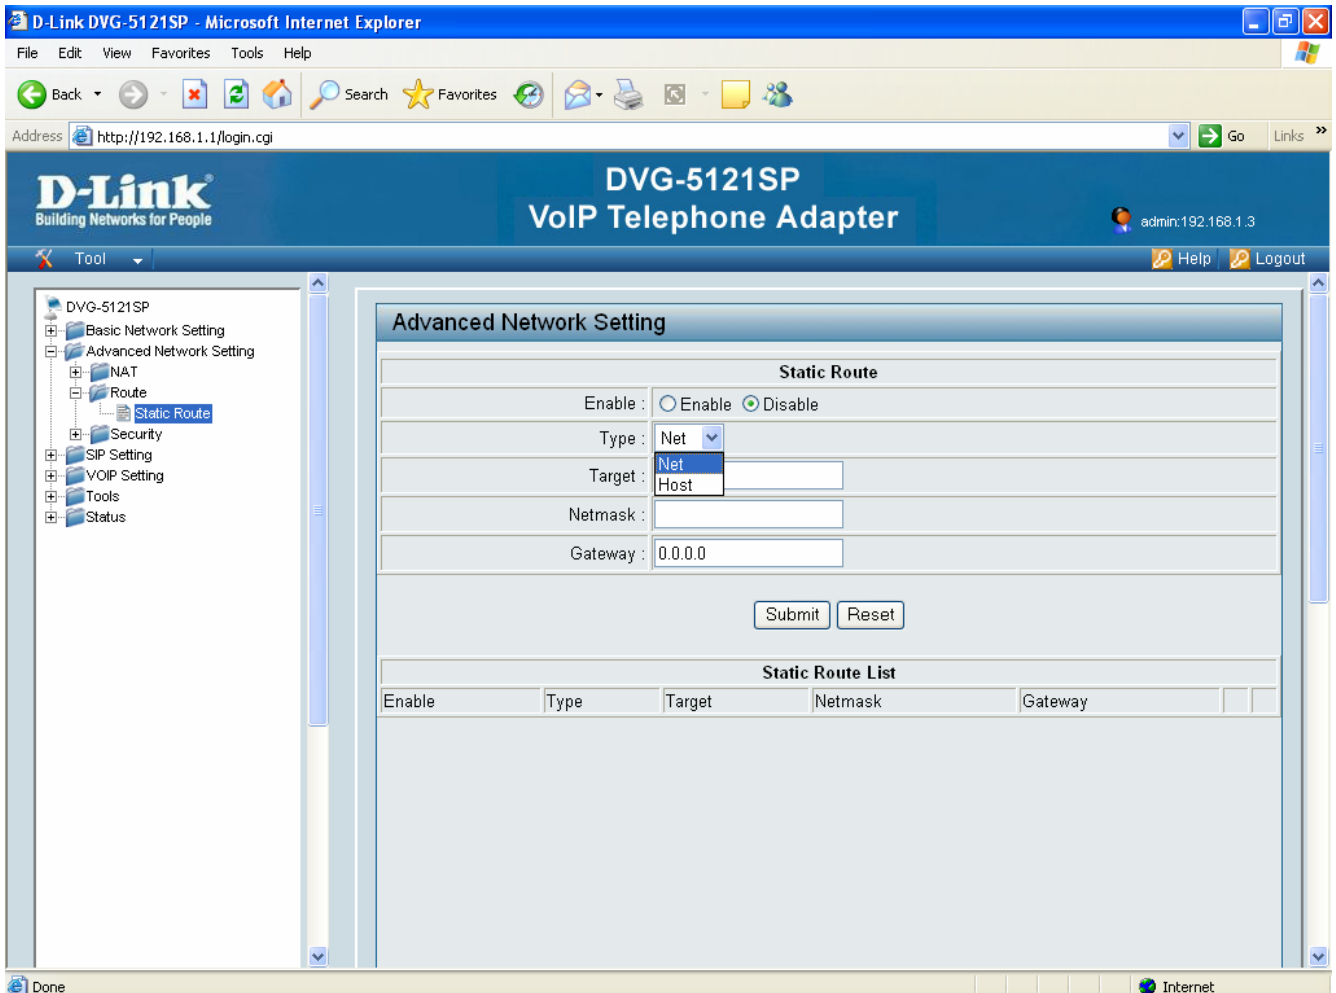 D-Link DVG-5121SP - Microsoft Internet Explorer
File Edit View Favorites Tools Help
Back Search Favorites
Address http://192.168.1.1/login.cgi Go Links »
D-Link®
Building Networks for People
DVG-5121SP
VoIP Telephone Adapter
admin:192.168.1.3
Tool Help Logout
DVG-5121SP
Basic Network Setting
Advanced Network Setting
NAT
Route
Static Route
Security
SIP Setting
VOIP Setting
Tools
Status
Advanced Network Setting
Static Route
Enable : Enable Disable
Type : Net
Net
Host
Target :
Netmask :
Gateway : 0.0.0.0
Submit Reset
Static Route List
Enable Type Target Netmask Gateway
Done Internet